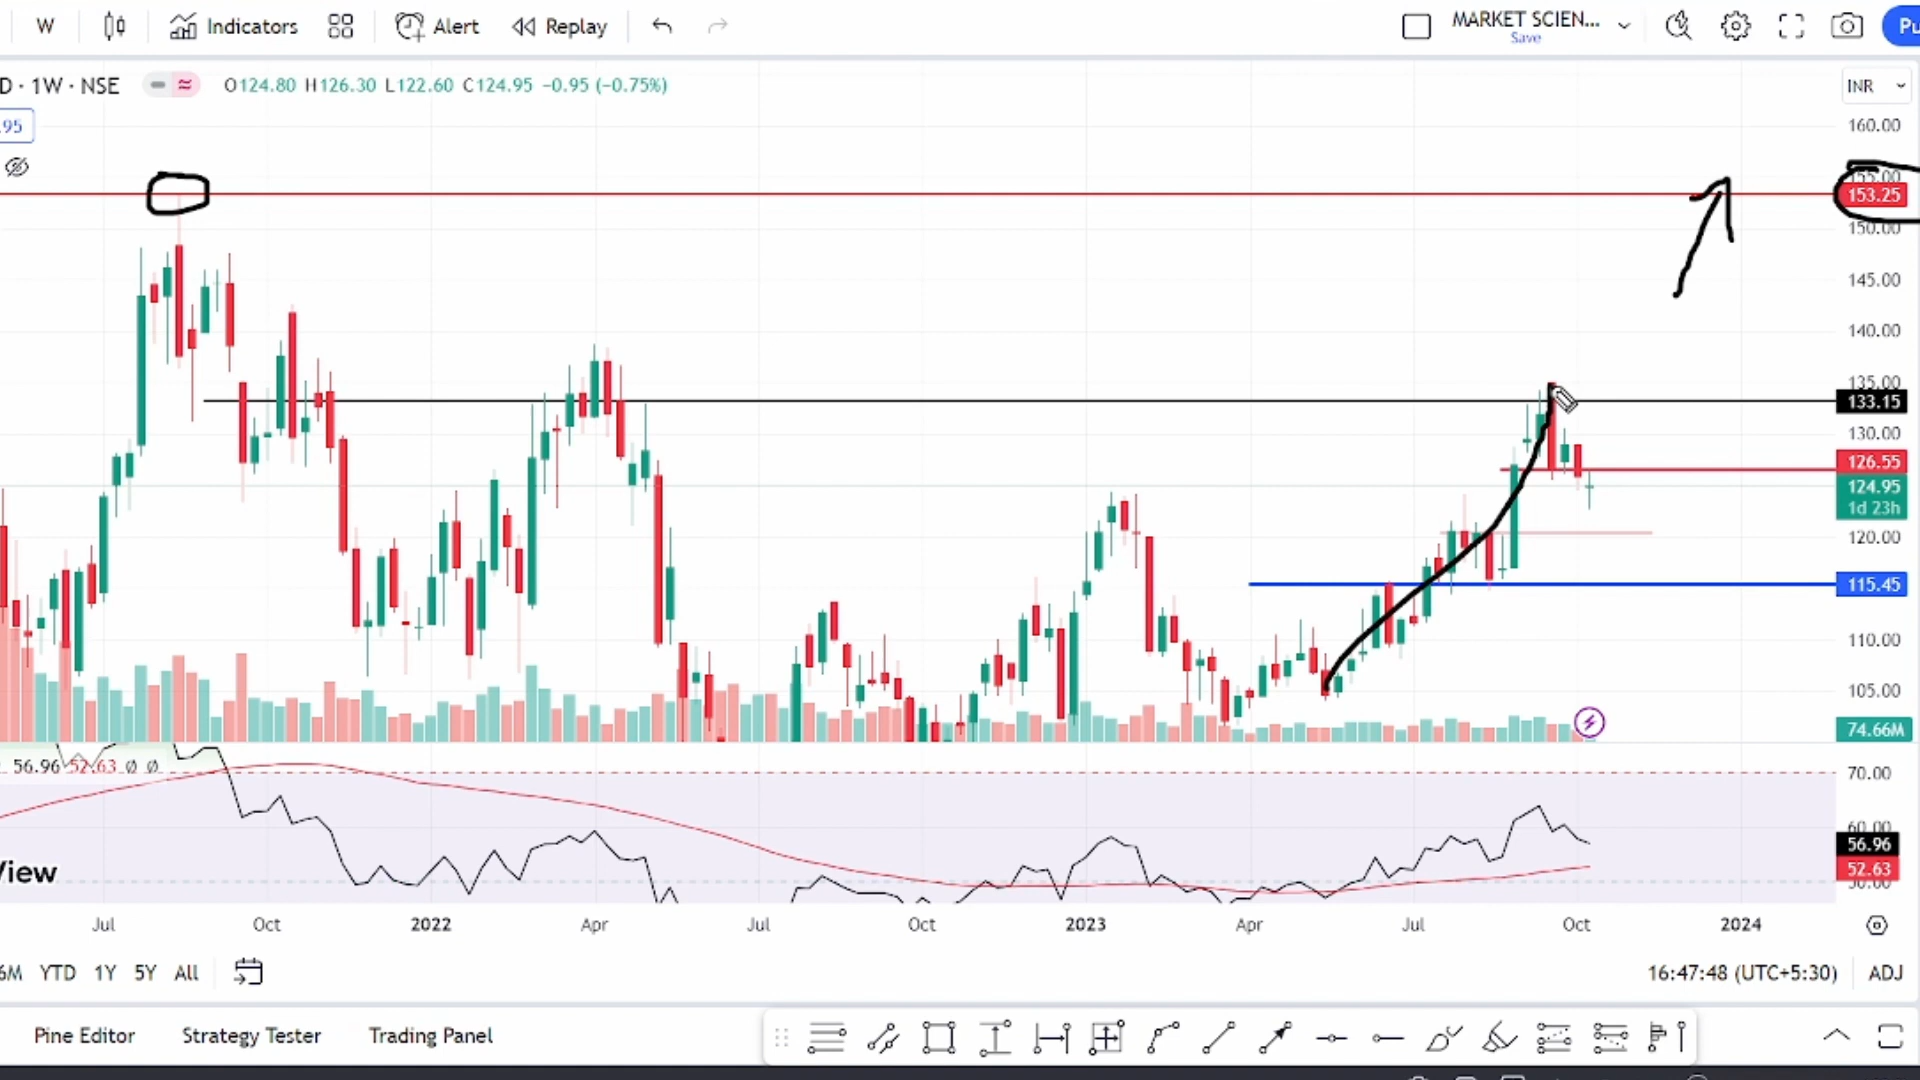 W Indicators Alert Replay MARKET SCIEN...
Save
D · 1W · NSE O124.80 H126.30 L122.60 C124.95 −0.95 (−0.75%) INR
95
160.00
155.00
153.25
150.00
145.00
140.00
135.00
133.15
130.00
126.55
124.95
1d 23h
120.00
115.45
110.00
105.00
74.66M
56.96 52.63 ∅ ∅
70.00
60.00
56.96
52.63
50.00
View
Jul Oct 2022 Apr Jul Oct 2023 Apr Jul Oct 2024
6M YTD 1Y 5Y All 16:47:48 (UTC+5:30) ADJ
Pine Editor Strategy Tester Trading Panel